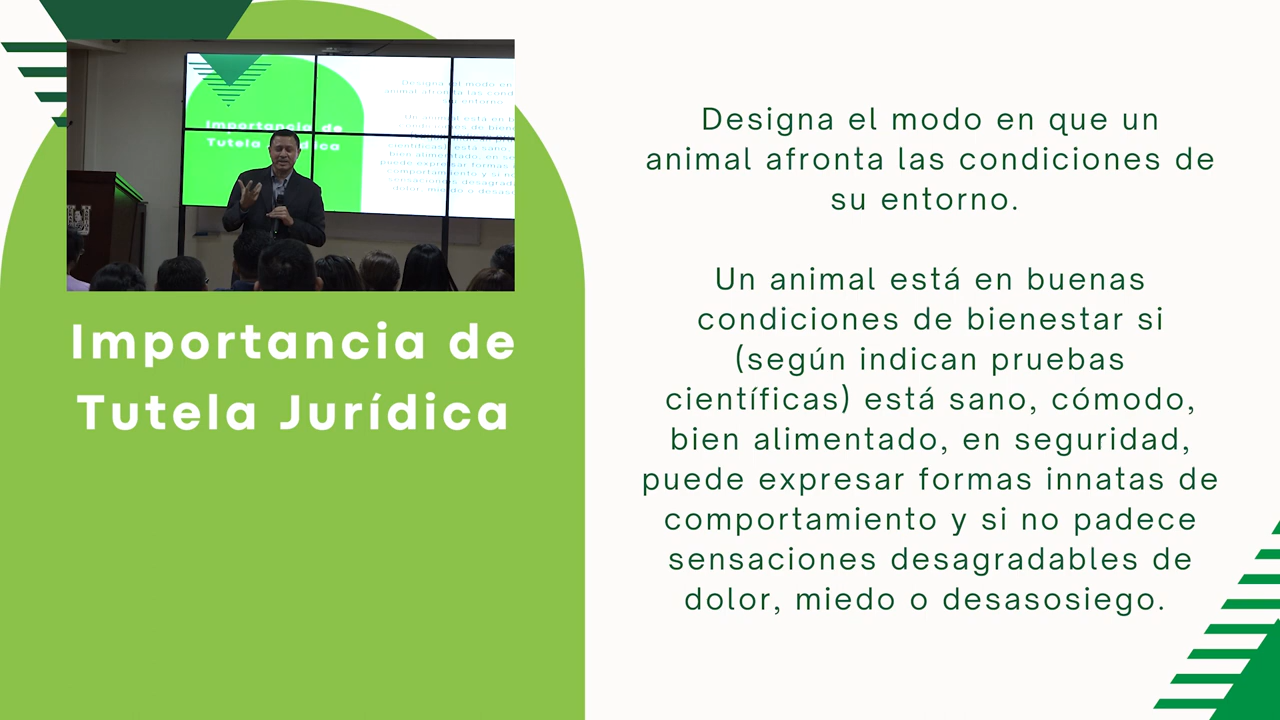 Importancia de
Tutela Jurídica
Designa el modo en que un
animal afronta las condiciones de
su entorno.
Un animal está en buenas
condiciones de bienestar si
(según indican pruebas
científicas) está sano, cómodo,
bien alimentado, en seguridad,
puede expresar formas innatas de
comportamiento y si no padece
sensaciones desagradables de
dolor, miedo o desasosiego.